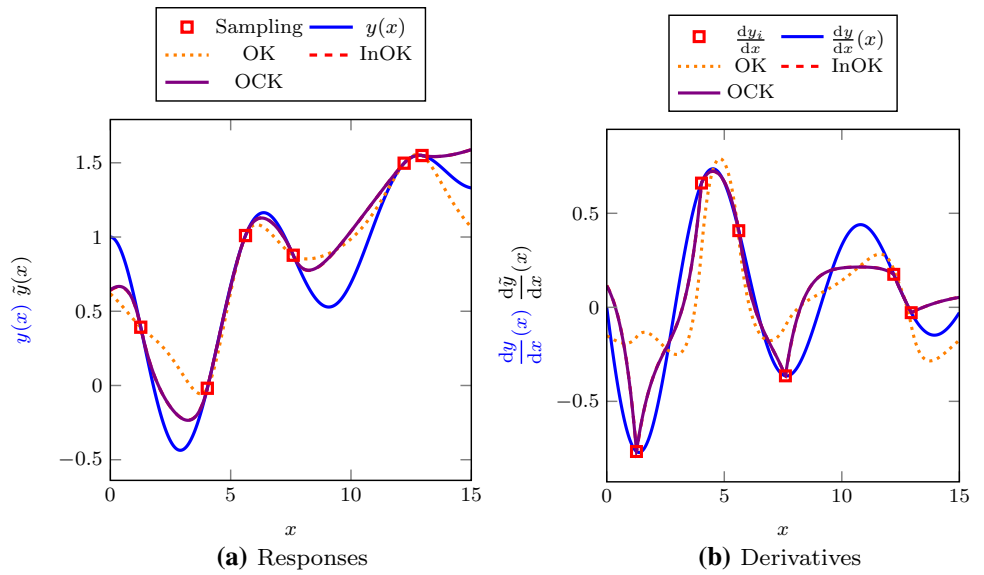 Sampling y(x)
OK InOK
OCK
1.5
1
0.5
0
−0.5
0 5 10 15
x
y(x) ỹ(x)
(a) Responses
dy_i/dx dy/dx(x)
OK InOK
OCK
0.5
0
−0.5
0 5 10 15
x
dy/dx(x) dỹ/dx(x)
(b) Derivatives